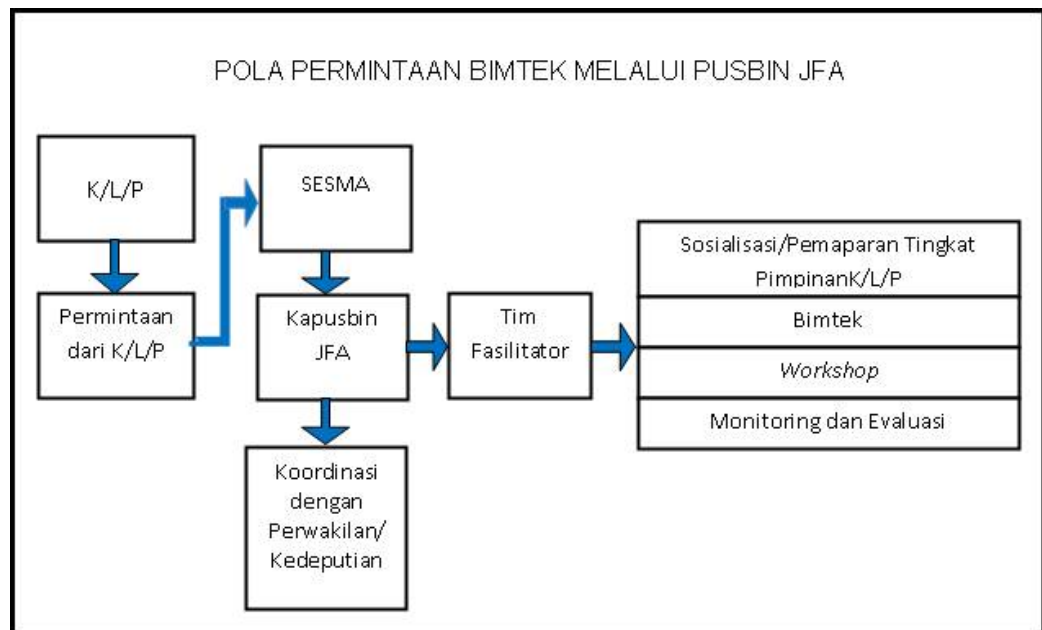 POLA PERMINTAAN BIMTEK MELALUI PUSBIN JFA
K/L/P
Permintaan
dari K/L/P
SESMA
Kapusbin
JFA
Koordinasi
dengan
Perwakilan/
Kedeputian
Tim
Fasilitator
Sosialisasi/Pemaparan Tingkat
PimpinanK/L/P
Bimtek
Workshop
Monitoring dan Evaluasi